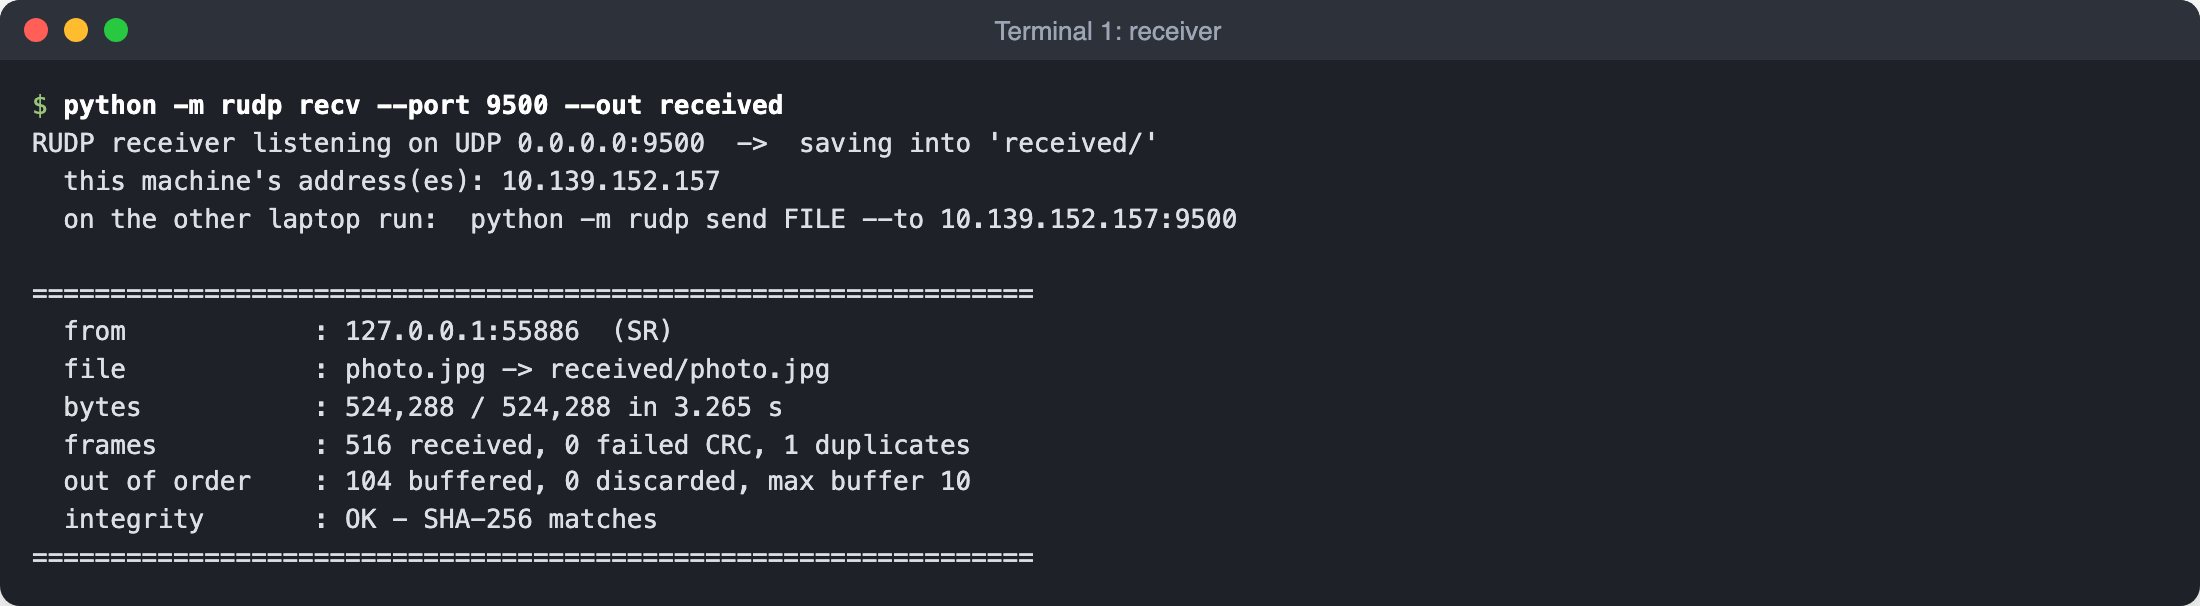 Terminal 1: receiver
$ python -m rudp recv --port 9500 --out received
RUDP receiver listening on UDP 0.0.0.0:9500  ->  saving into 'received/'
  this machine's address(es): 10.139.152.157
  on the other laptop run:  python -m rudp send FILE --to 10.139.152.157:9500

================================================================
  from            : 127.0.0.1:55886  (SR)
  file            : photo.jpg -> received/photo.jpg
  bytes           : 524,288 / 524,288 in 3.265 s
  frames          : 516 received, 0 failed CRC, 1 duplicates
  out of order    : 104 buffered, 0 discarded, max buffer 10
  integrity       : OK - SHA-256 matches
================================================================